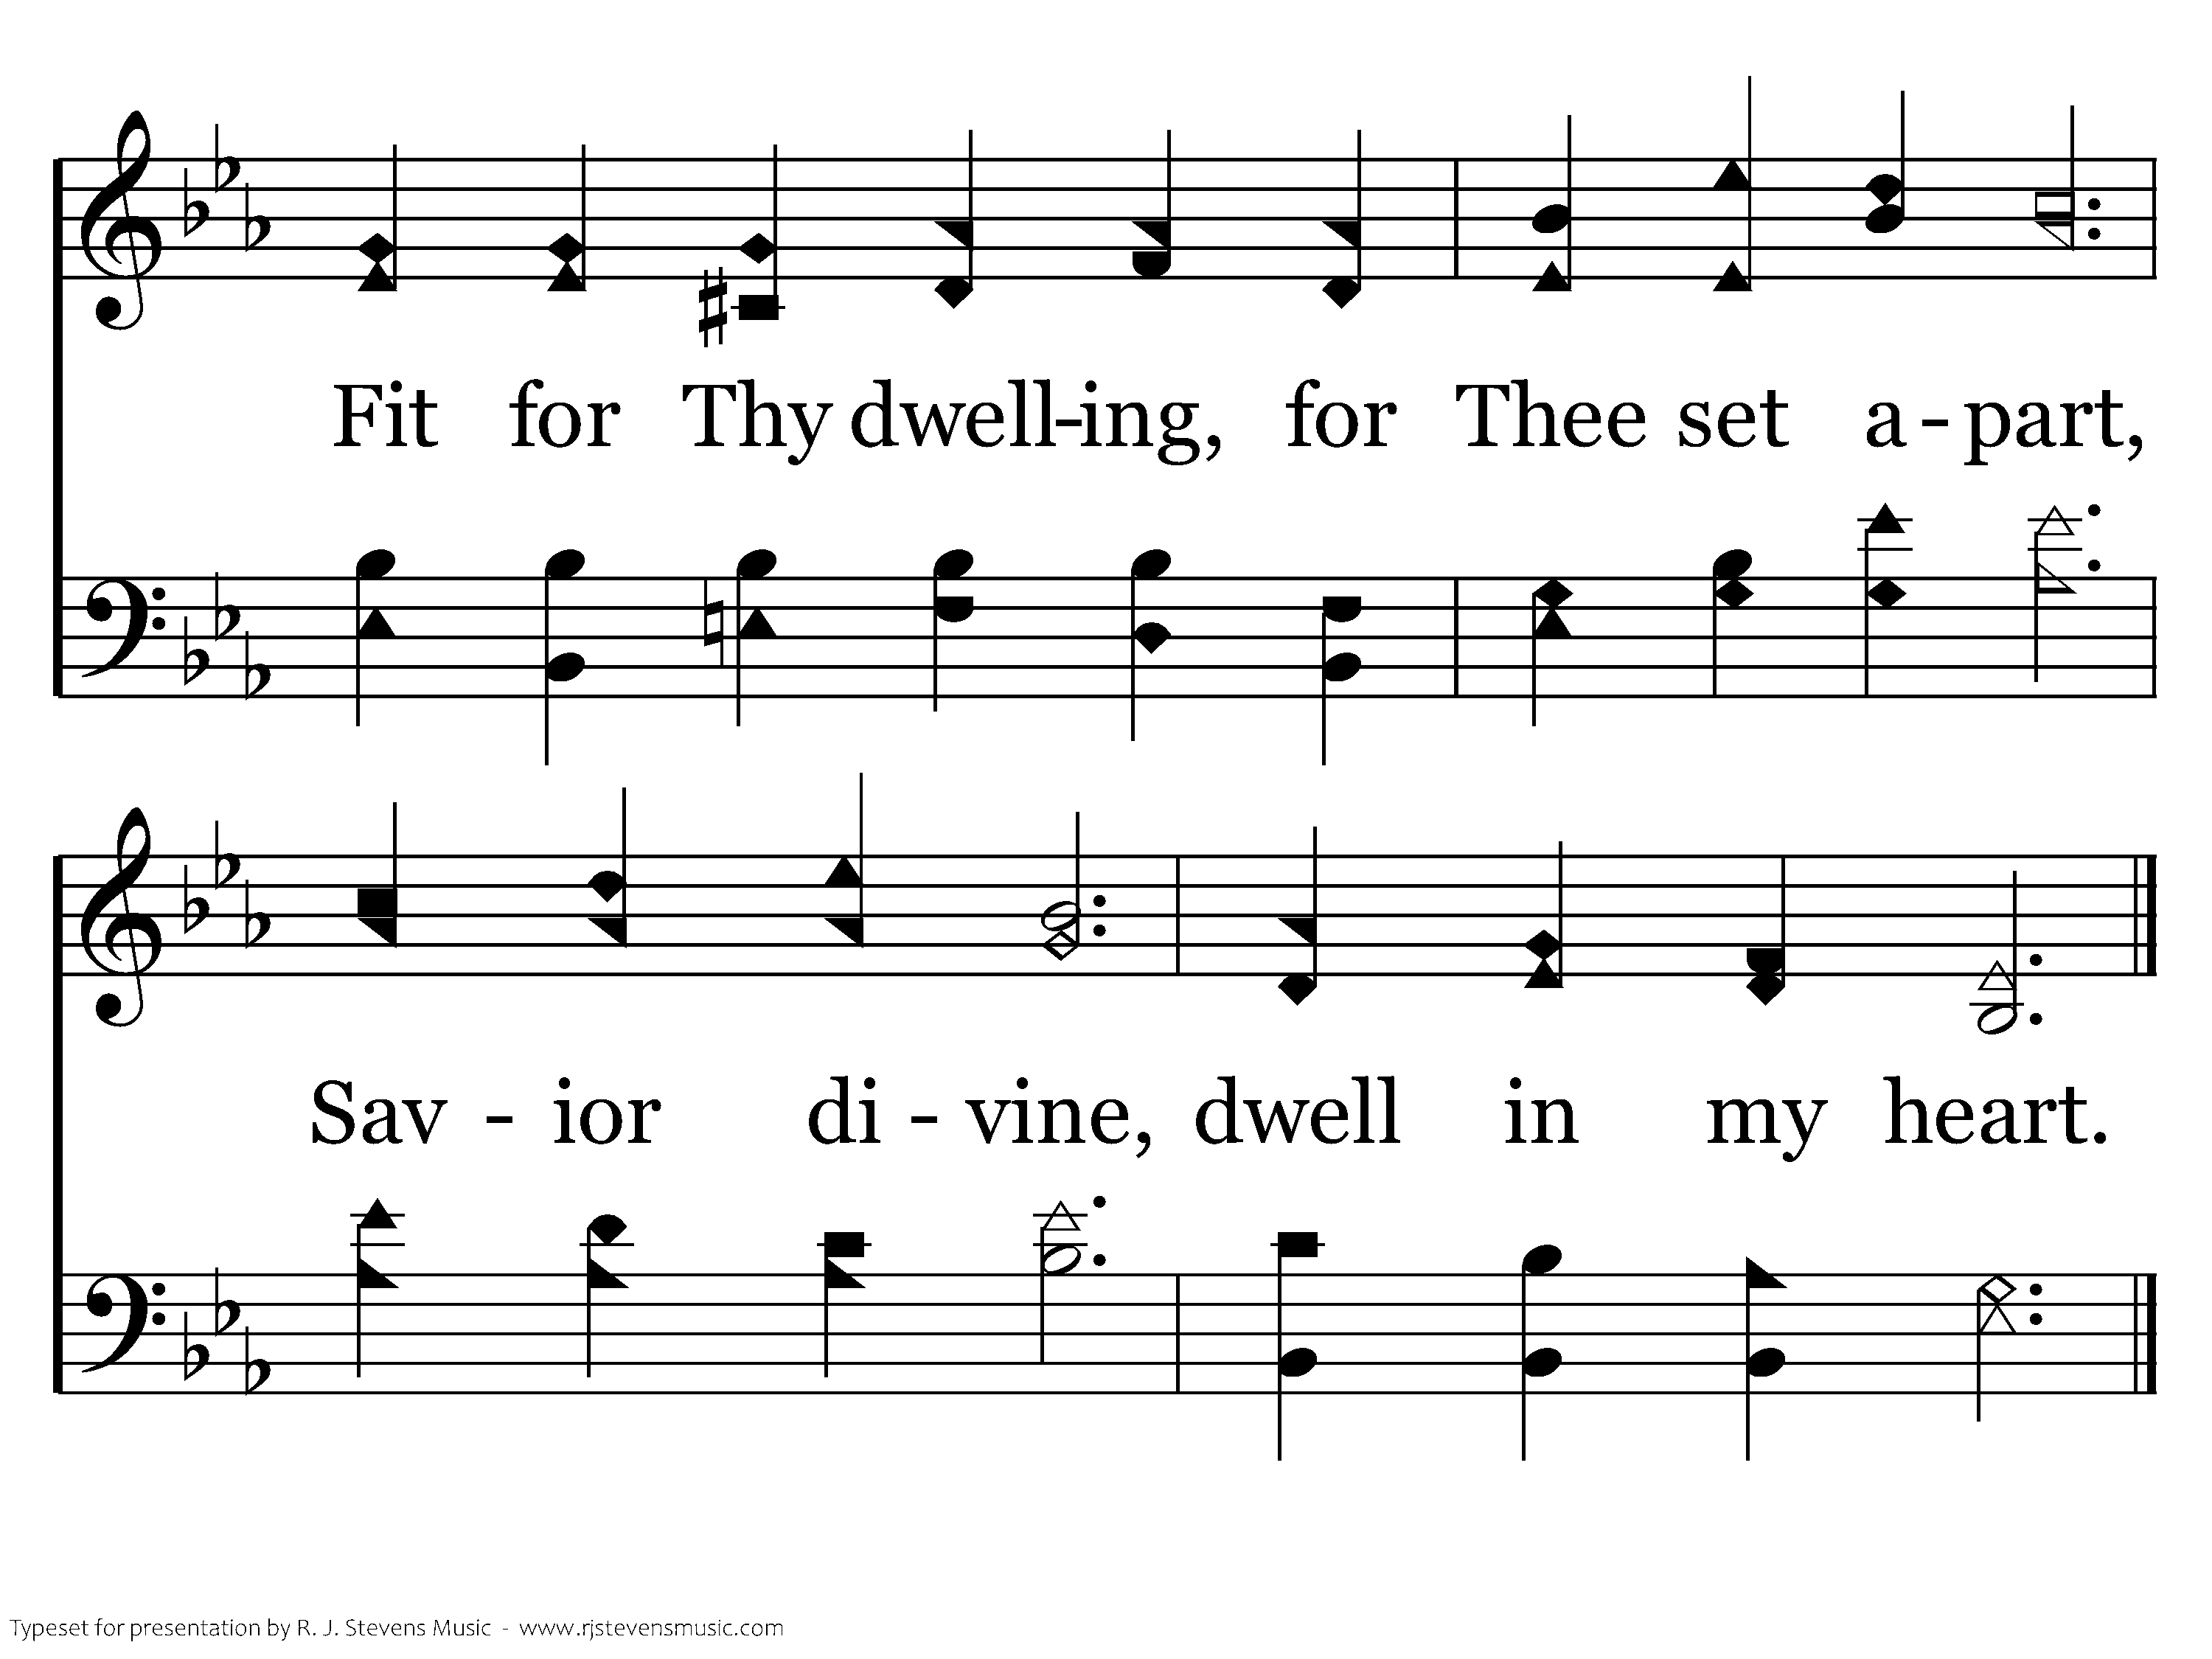 Fit for Thy dwell-ing, for Thee set a - part,
Sav - ior di - vine, dwell in my heart.
Typeset for presentation by R. J. Stevens Music - www.rjstevensmusic.com